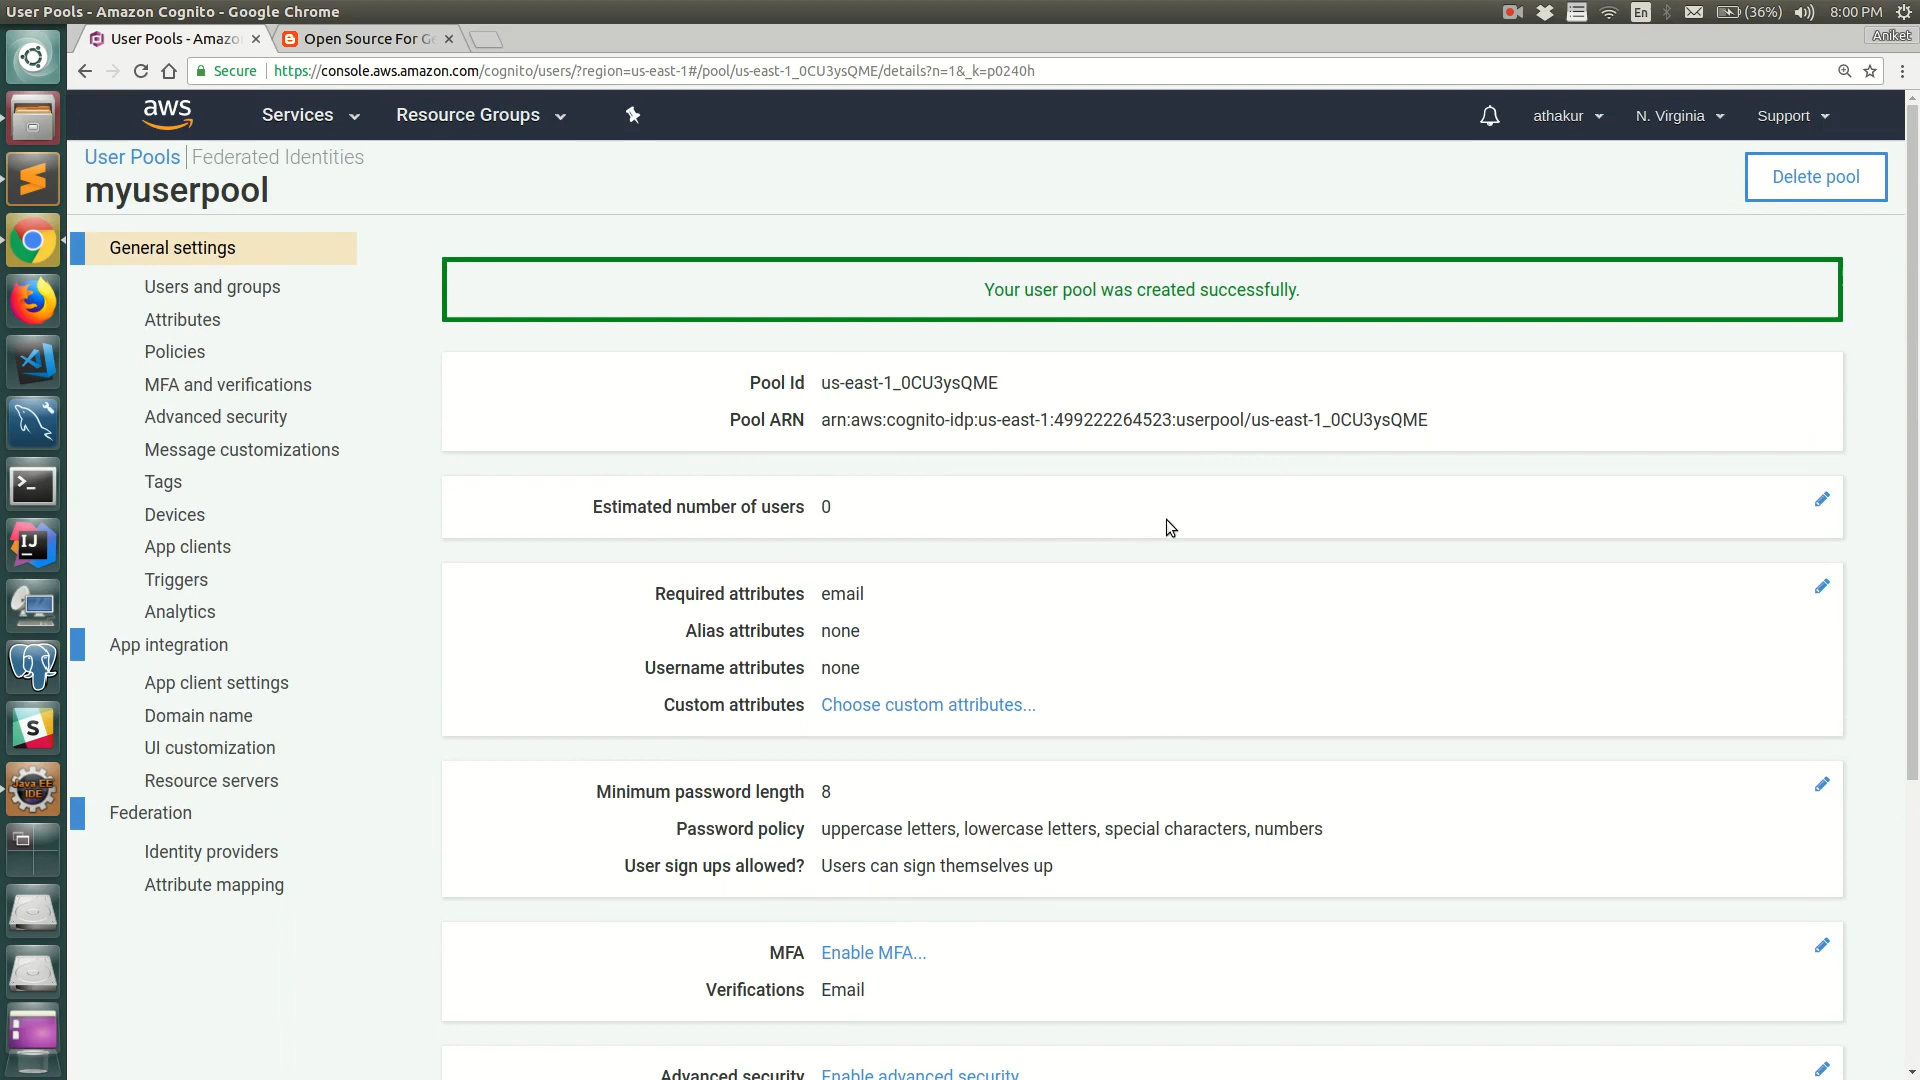 User Pools - Amazon Cognito - Google Chrome
En
(36%)
8:00 PM
User Pools - Amazo
Open Source For G
Aniket
Secure
https://console.aws.amazon.com/cognito/users/?region=us-east-1#/pool/us-east-1_0CU3ysQME/details?n=1&_k=p0240h
aws
Services
Resource Groups
athakur
N. Virginia
Support
User Pools
Federated Identities
myuserpool
Delete pool
General settings
Users and groups
Attributes
Policies
MFA and verifications
Advanced security
Message customizations
Tags
Devices
App clients
Triggers
Analytics
App integration
App client settings
Domain name
UI customization
Resource servers
Federation
Identity providers
Attribute mapping
Your user pool was created successfully.
Pool Id us-east-1_0CU3ysQME
Pool ARN arn:aws:cognito-idp:us-east-1:499222264523:userpool/us-east-1_0CU3ysQME
Estimated number of users 0
Required attributes email
Alias attributes none
Username attributes none
Custom attributes Choose custom attributes...
Minimum password length 8
Password policy uppercase letters, lowercase letters, special characters, numbers
User sign ups allowed? Users can sign themselves up
MFA Enable MFA...
Verifications Email
Advanced security Enable advanced security
IJ
S
Java EE
IDE